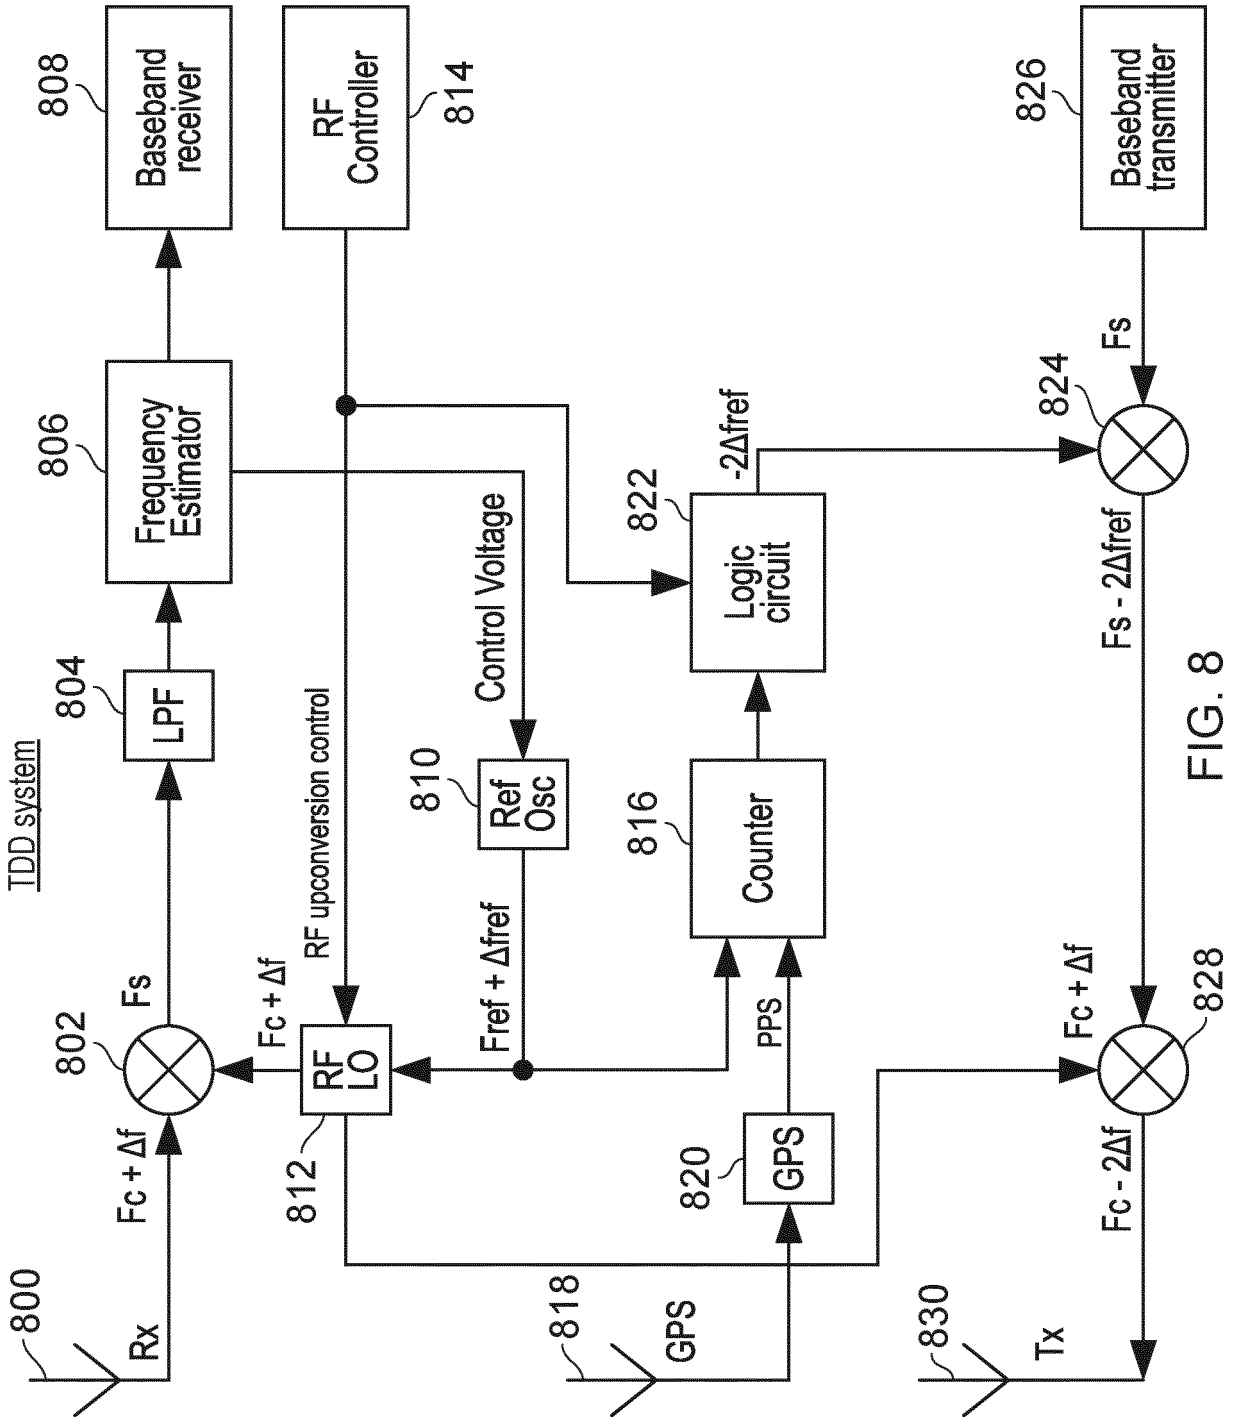 TDD system
800
Rx
Fc + Δf
802
Fs
804
LPF
806
Frequency
Estimator
808
Baseband
receiver
812
RF
LO
Fc + Δf
RF upconversion control
RF
Controller
814
Fref + Δfref
810
Ref
Osc
Control Voltage
818
GPS
820
GPS
PPS
816
Counter
822
Logic
circuit
-2Δfref
830
Tx
Fc - 2Δf
828
Fc + Δf
Fs - 2Δfref
824
Fs
826
Baseband
transmitter
FIG. 8